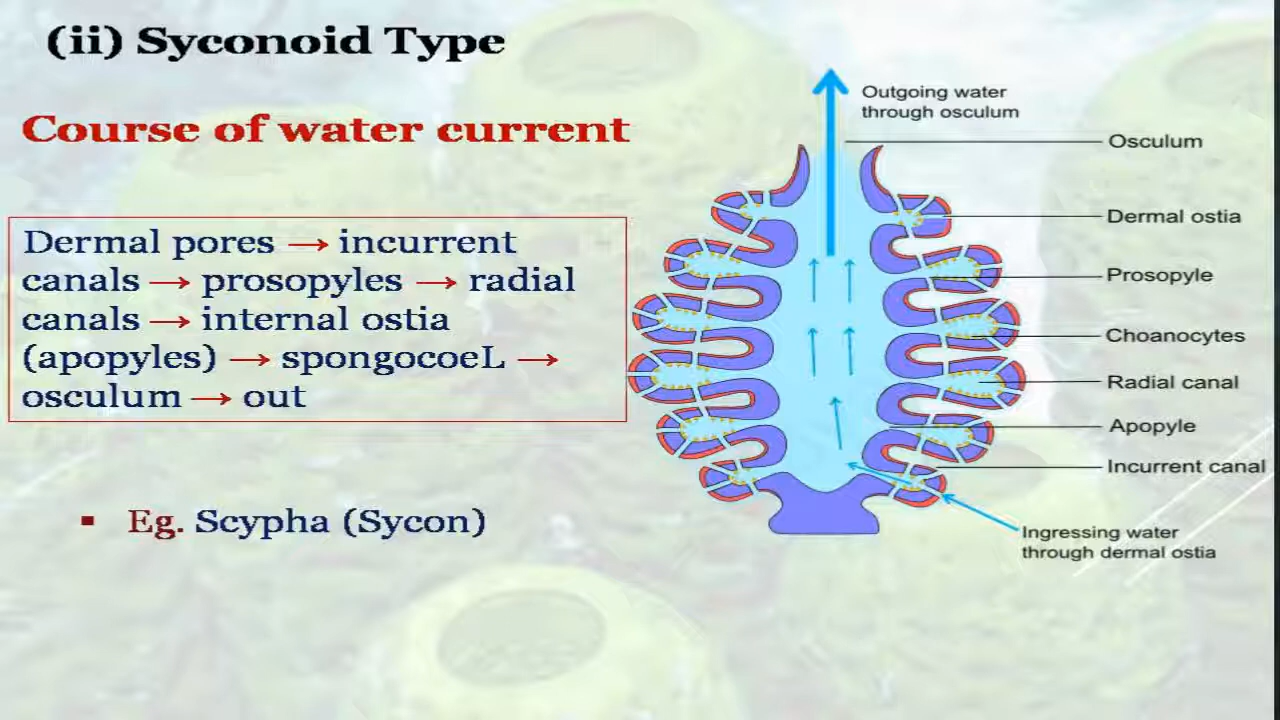 (ii) Syconoid Type
Course of water current
Dermal pores → incurrent
canals → prosopyles → radial
canals → internal ostia
(apopyles) → spongocoeL →
osculum → out
▪ Eg. Scypha (Sycon)
Outgoing water
through osculum
Osculum
Dermal ostia
Prosopyle
Choanocytes
Radial canal
Apopyle
Incurrent canal
Ingressing water
through dermal ostia